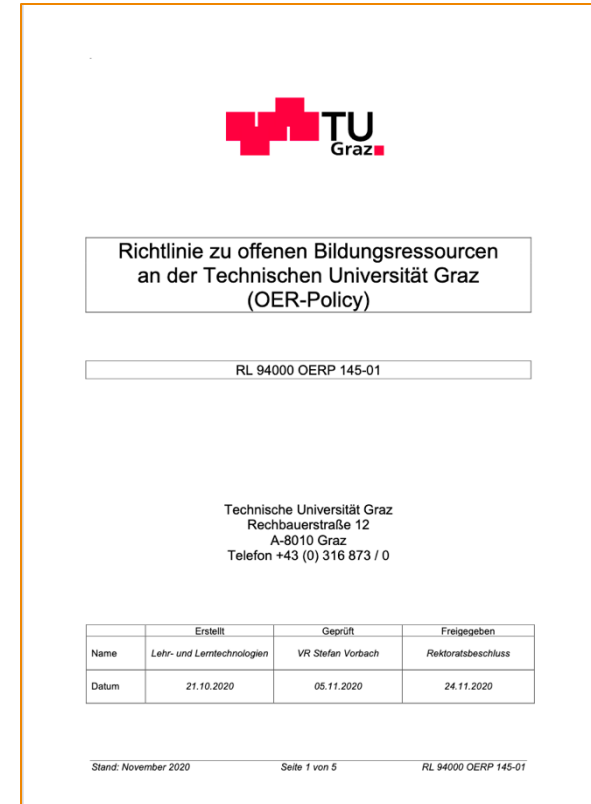 TU
Graz
Richtlinie zu offenen Bildungsressourcen
an der Technischen Universität Graz
(OER-Policy)
RL 94000 OERP 145-01
Technische Universität Graz
Rechbauerstraße 12
A-8010 Graz
Telefon +43 (0) 316 873 / 0
Erstellt Geprüft Freigegeben
Name Lehr- und Lerntechnologien VR Stefan Vorbach Rektoratsbeschluss
Datum 21.10.2020 05.11.2020 24.11.2020
Stand: November 2020 Seite 1 von 5 RL 94000 OERP 145-01